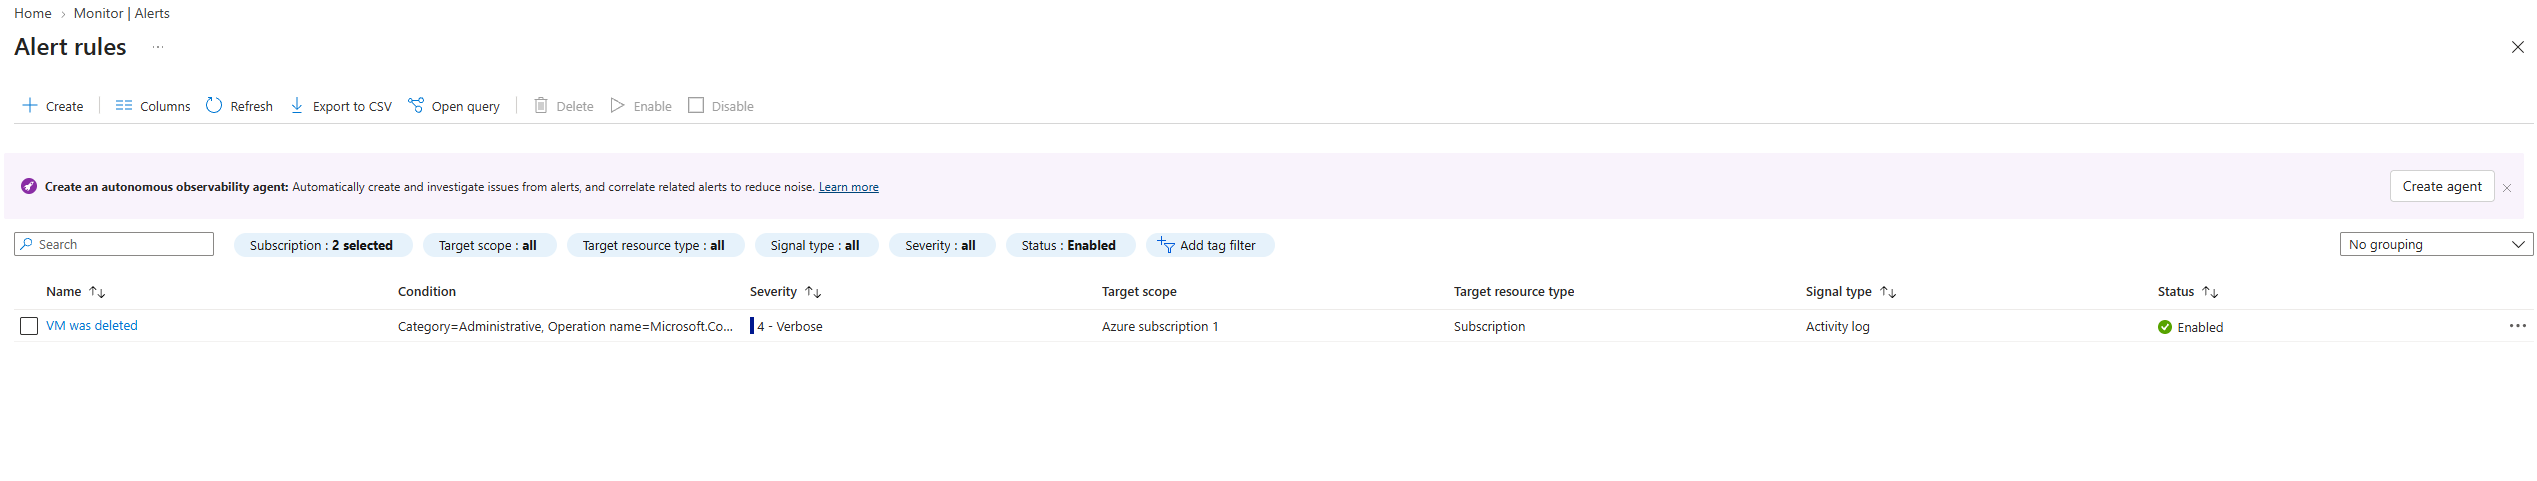 Home > Monitor | Alerts
Alert rules ...
Create Columns Refresh Export to CSV Open query Delete Enable Disable
Create an autonomous observability agent: Automatically create and investigate issues from alerts, and correlate related alerts to reduce noise. Learn more Create agent
Search Subscription : 2 selected Target scope : all Target resource type : all Signal type : all Severity : all Status : Enabled Add tag filter No grouping
Name Condition Severity Target scope Target resource type Signal type Status
VM was deleted Category=Administrative, Operation name=Microsoft.Co... 4 - Verbose Azure subscription 1 Subscription Activity log Enabled ...